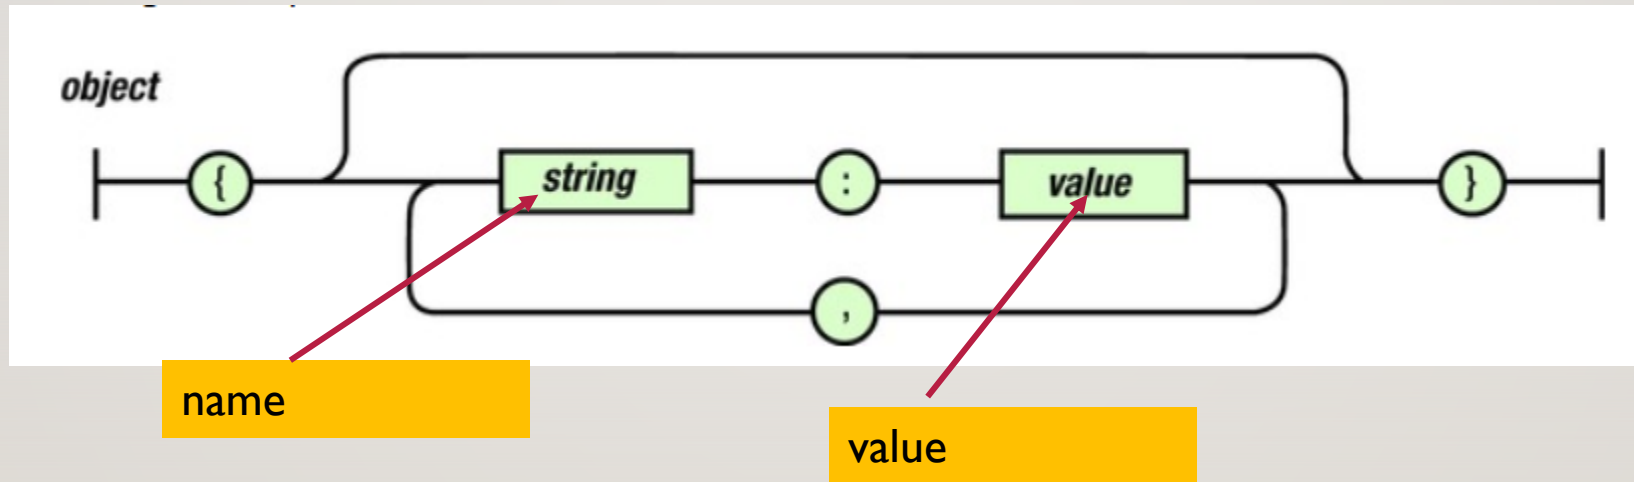 object
{ string : value }
,
name
value